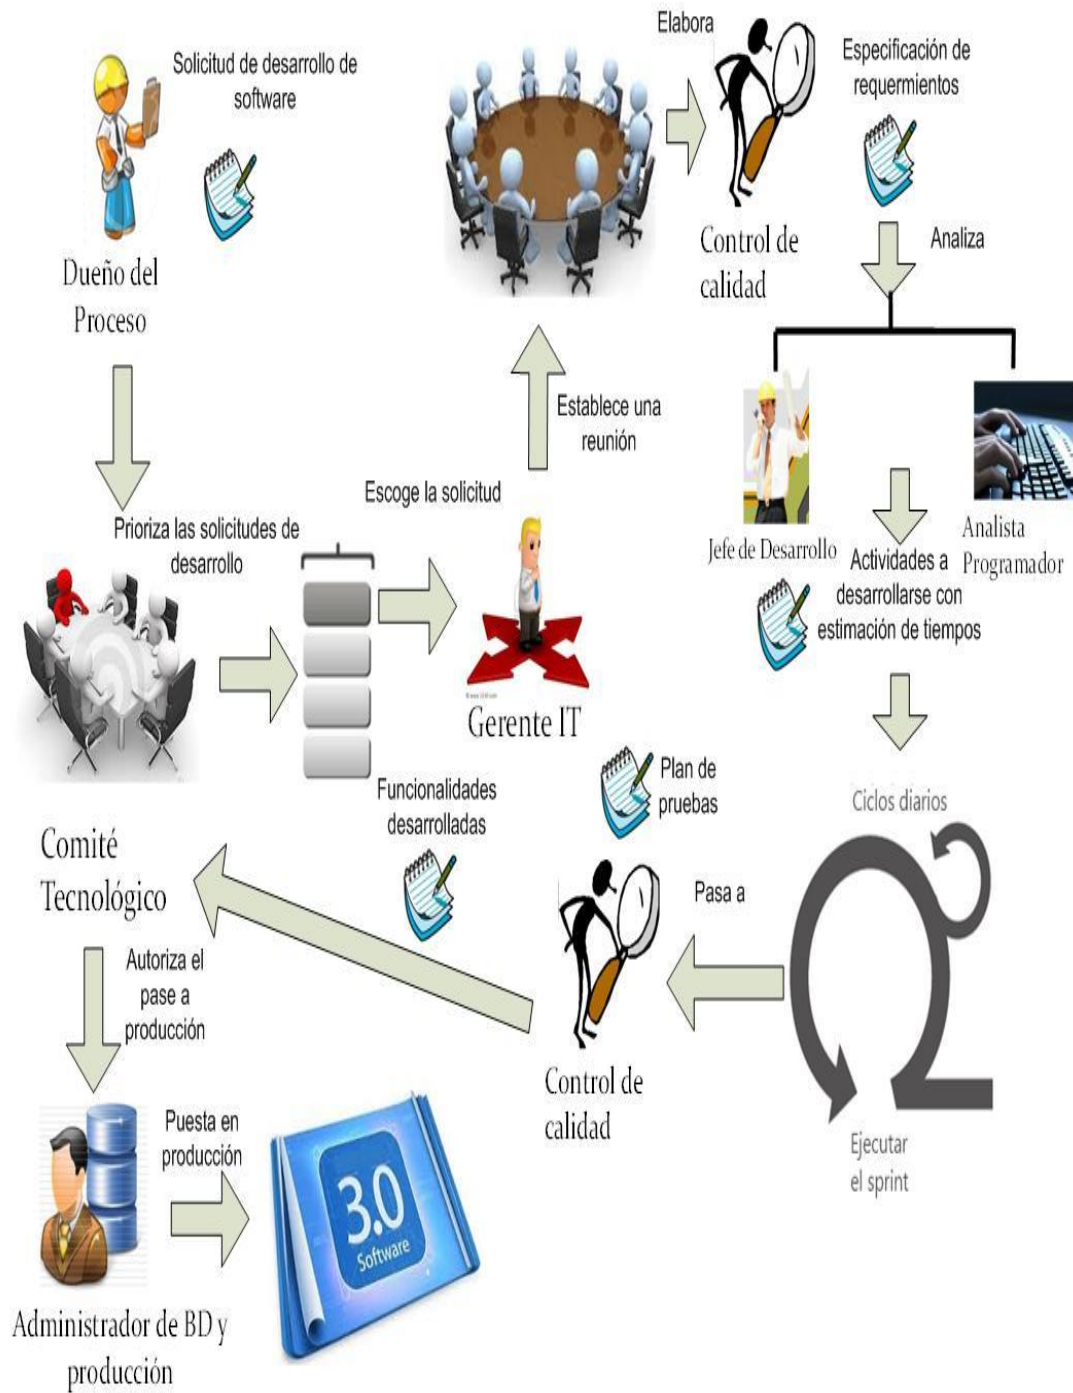 Solicitud de desarrollo de
software
Dueño del
Proceso
Elabora
Control de
calidad
Especificación de
requermientos
Analiza
Establece una
reunión
Escoge la solicitud
Prioriza las solicitudes de
desarrollo
Gerente IT
Jefe de Desarrollo
Analista
Programador
Actividades a
desarrollarse con
estimación de tiempos
Comité
Tecnológico
Funcionalidades
desarrolladas
Plan de
pruebas
Ciclos diarios
Pasa a
Control de
calidad
Ejecutar
el sprint
Autoriza el
pase a
producción
Puesta en
producción
3.0
Software
Administrador de BD y
producción